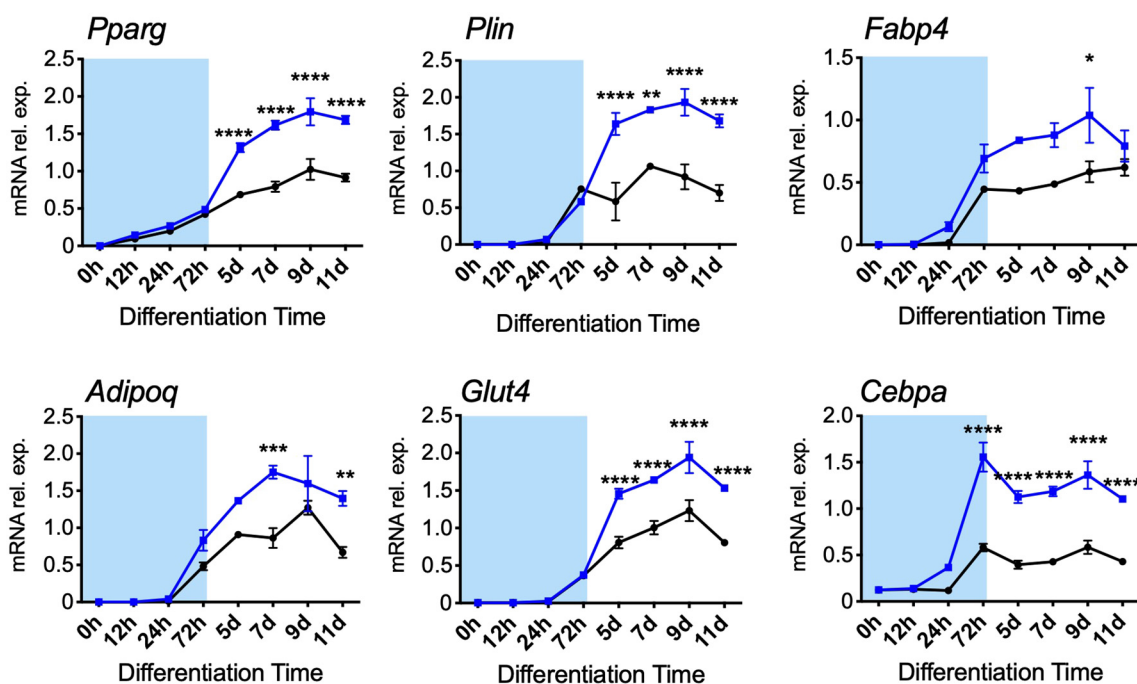 Pparg
mRNA rel. exp.
2.5
2.0
1.5
1.0
0.5
0
**** **** **** ****
0h 12h 24h 72h 5d 7d 9d 11d
Differentiation Time
Plin
mRNA rel. exp.
2.5
2.0
1.5
1.0
0.5
0
**** ** **** ****
0h 12h 24h 72h 5d 7d 9d 11d
Differentiation Time
Fabp4
mRNA rel. exp.
1.5
1.0
0.5
0
*
0h 12h 24h 72h 5d 7d 9d 11d
Differentiation Time
Adipoq
mRNA rel. exp.
2.5
2.0
1.5
1.0
0.5
0
*** **
0h 12h 24h 72h 5d 7d 9d 11d
Differentiation Time
Glut4
mRNA rel. exp.
2.5
2.0
1.5
1.0
0.5
0
**** **** **** ****
0h 12h 24h 72h 5d 7d 9d 11d
Differentiation Time
Cebpa
mRNA rel. exp.
2.0
1.5
1.0
0.5
0
**** **** **** **** ****
0h 12h 24h 72h 5d 7d 9d 11d
Differentiation Time